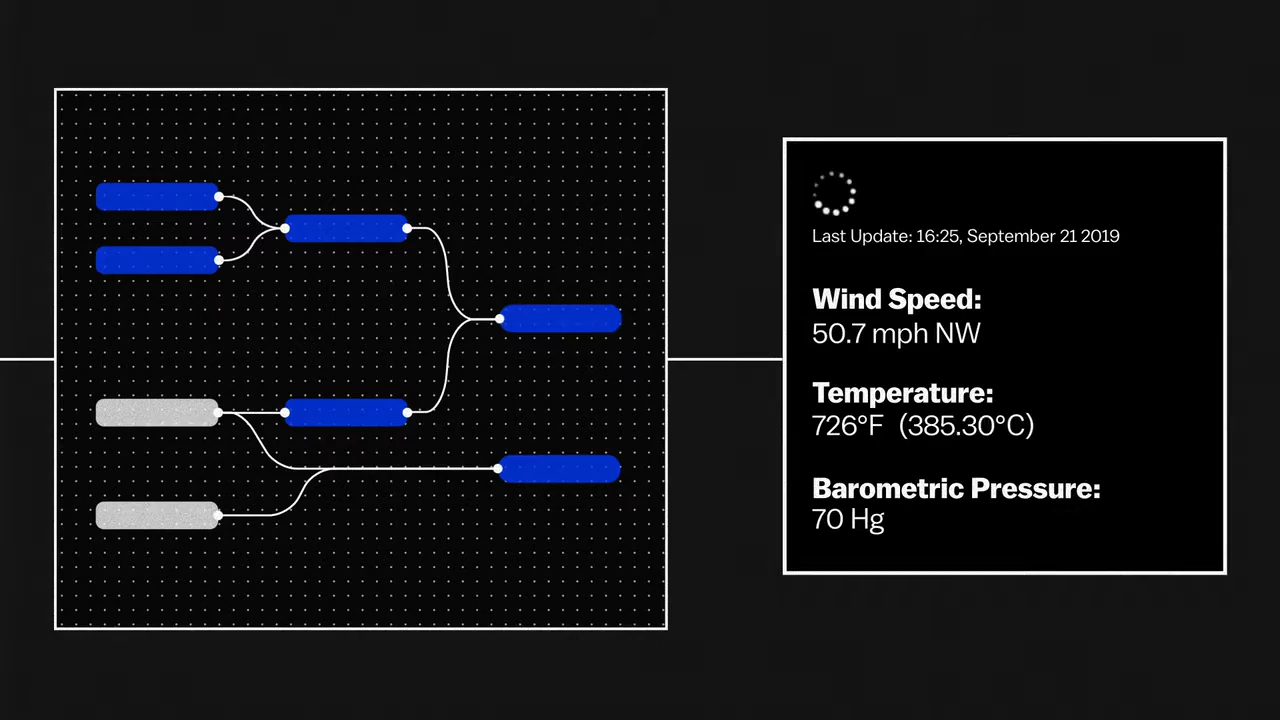 Last Update: 16:25, September 21 2019
Wind Speed:
50.7 mph NW
Temperature:
726°F (385.30°C)
Barometric Pressure:
70 Hg